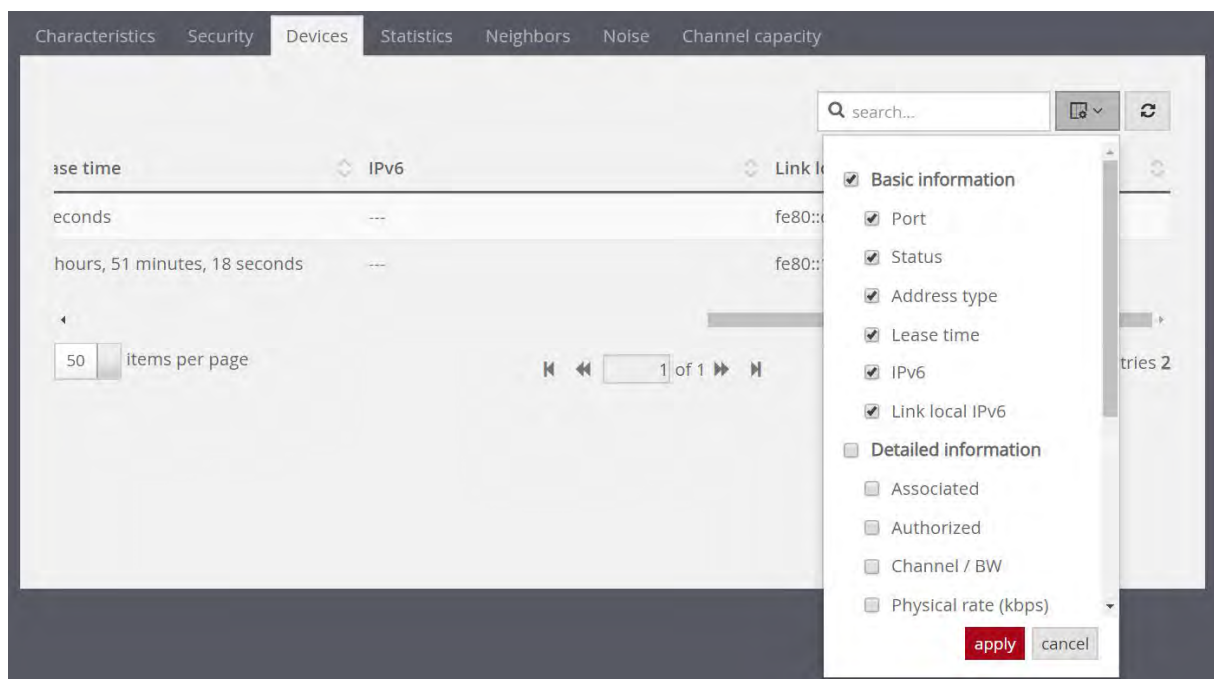 Characteristics Security Devices Statistics Neighbors Noise Channel capacity
search...
ase time IPv6 Link l
econds --- fe80::
hours, 51 minutes, 18 seconds --- fe80::
50 items per page 1 of 1 tries 2
Basic information
Port
Status
Address type
Lease time
IPv6
Link local IPv6
Detailed information
Associated
Authorized
Channel / BW
Physical rate (kbps)
apply cancel